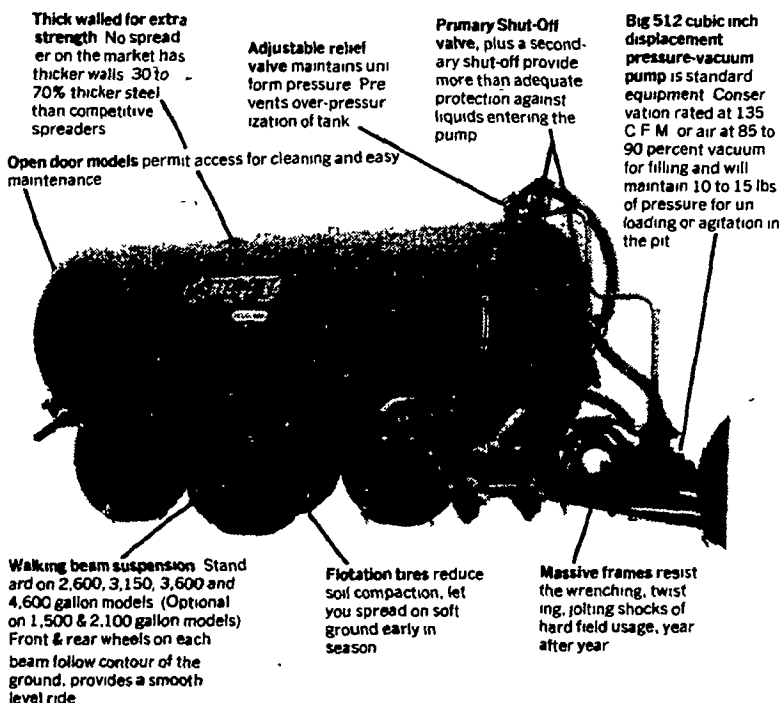 Thick walled for extra
strength No spread
er on the market has
thicker walls 30 to
70% thicker steel
than competitive
spreaders
Adjustable relief
valve maintains uni
form pressure Pre
vents over-pressur
ization of tank
Primary Shut-Off
valve, plus a second-
ary shut-off provide
more than adequate
protection against
liquids entering the
pump
Big 512 cubic inch
displacement
pressure-vacuum
pump is standard
equipment Conser
vation rated at 135
C F M or air at 85 to
90 percent vacuum
for filling and will
maintain 10 to 15 lbs
of pressure for un
loading or agitation in
the pit
Open door models permit access for cleaning and easy
maintenance
Walking beam suspension Stand
ard on 2,600, 3,150, 3,600 and
4,600 gallon models (Optional
on 1,500 & 2,100 gallon models)
Front & rear wheels on each
beam follow contour of the
ground, provides a smooth
level ride
Flotation tires reduce
soil compaction, let
you spread on soft
ground early in
season
Massive frames resist
the wrenching, twist
ing, jolting shocks of
hard field usage, year
after year